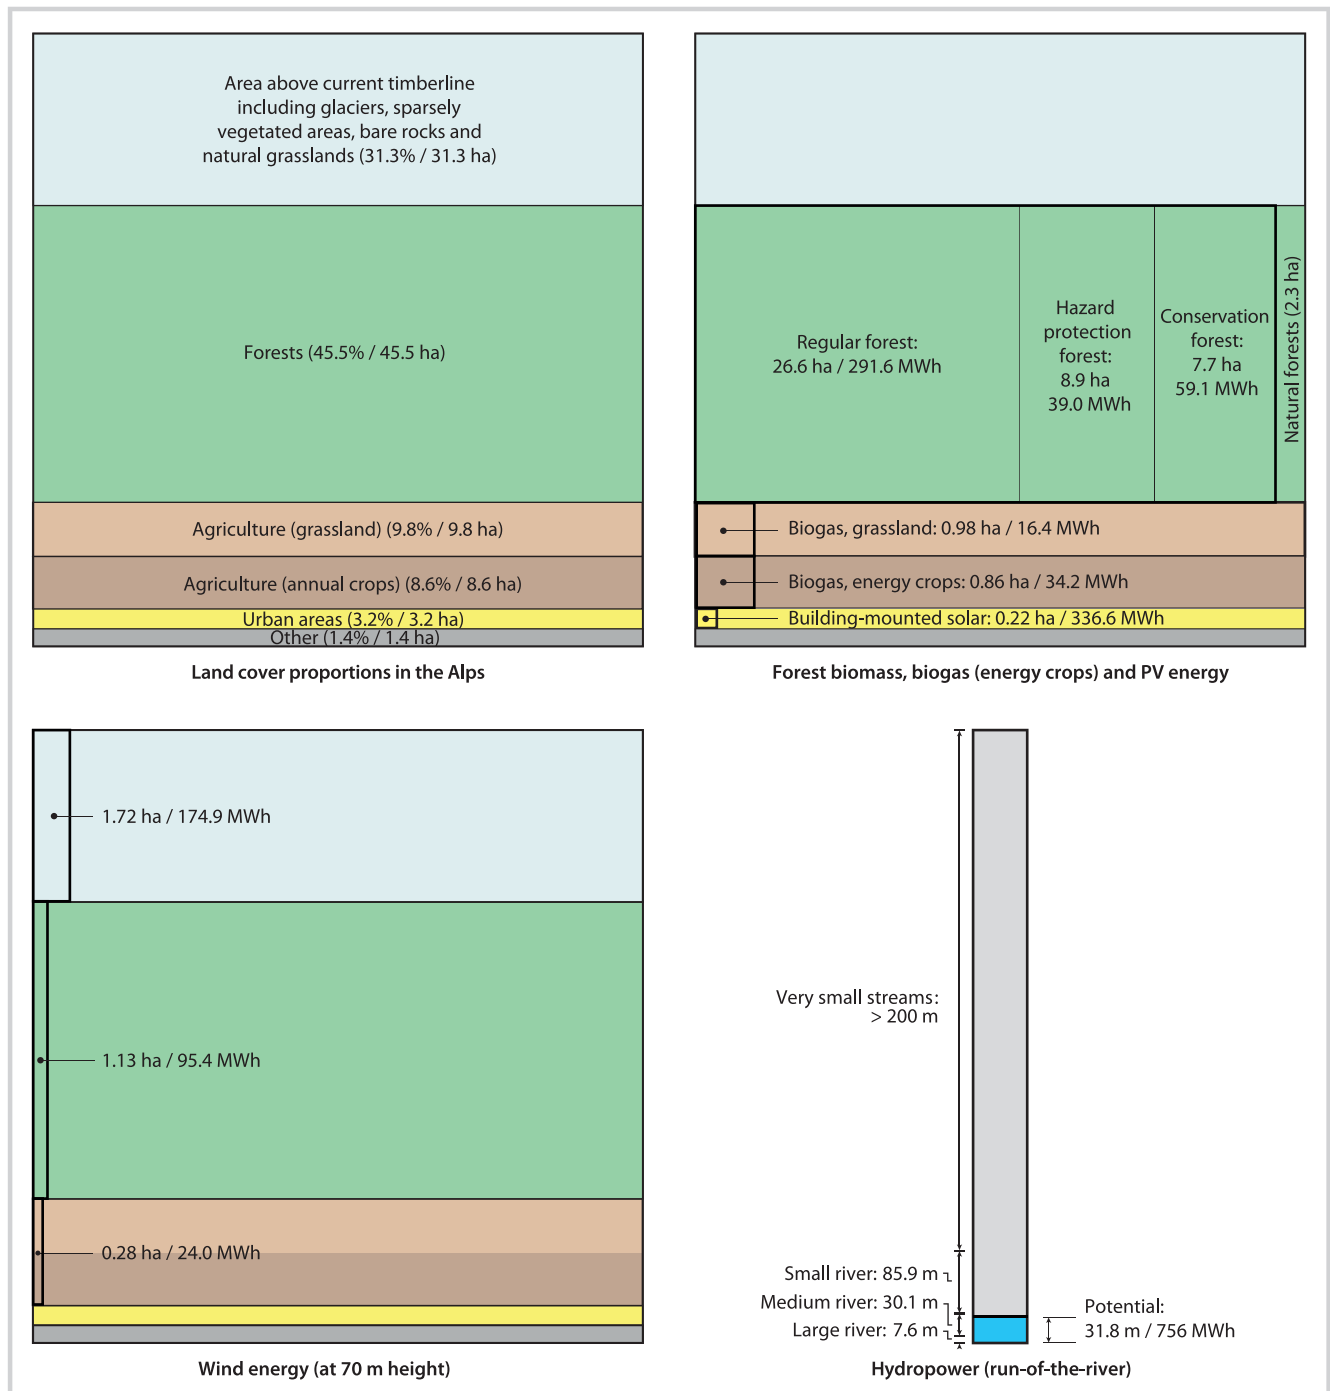 Area above current timberline
including glaciers, sparsely
vegetated areas, bare rocks and
natural grasslands (31.3% / 31.3 ha)
Forests (45.5% / 45.5 ha)
Agriculture (grassland) (9.8% / 9.8 ha)
Agriculture (annual crops) (8.6% / 8.6 ha)
Urban areas (3.2% / 3.2 ha)
Other (1.4% / 1.4 ha)
Land cover proportions in the Alps
Regular forest:
26.6 ha / 291.6 MWh
Hazard
protection
forest:
8.9 ha
39.0 MWh
Conservation
forest:
7.7 ha
59.1 MWh
Natural forests (2.3 ha)
Biogas, grassland: 0.98 ha / 16.4 MWh
Biogas, energy crops: 0.86 ha / 34.2 MWh
Building-mounted solar: 0.22 ha / 336.6 MWh
Forest biomass, biogas (energy crops) and PV energy
1.72 ha / 174.9 MWh
1.13 ha / 95.4 MWh
0.28 ha / 24.0 MWh
Wind energy (at 70 m height)
Very small streams:
> 200 m
Small river: 85.9 m
Medium river: 30.1 m
Large river: 7.6 m
Potential:
31.8 m / 756 MWh
Hydropower (run-of-the-river)